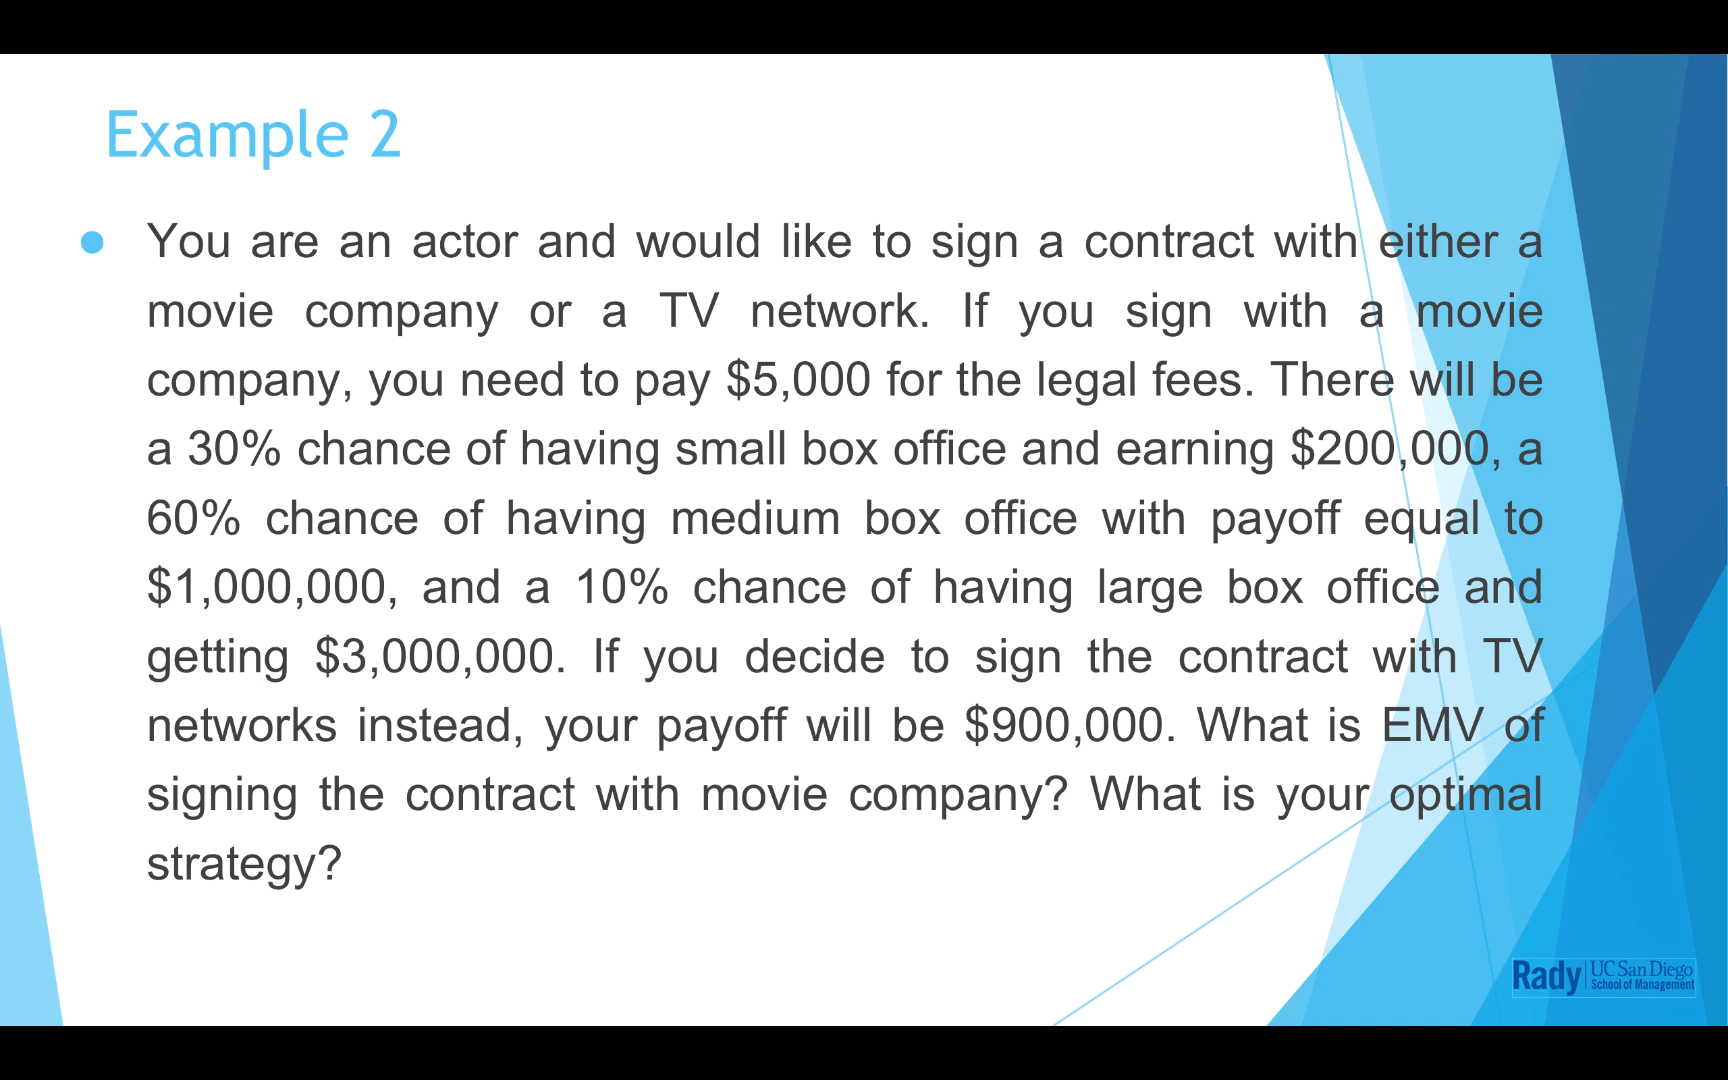 Example 2
You are an actor and would like to sign a contract with either a
movie company or a TV network. If you sign with a movie
company, you need to pay $5,000 for the legal fees. There will be
a 30% chance of having small box office and earning $200,000, a
60% chance of having medium box office with payoff equal to
$1,000,000, and a 10% chance of having large box office and
getting $3,000,000. If you decide to sign the contract with TV
networks instead, your payoff will be $900,000. What is EMV of
signing the contract with movie company? What is your optimal
strategy?
Rady UC San Diego
School of Management